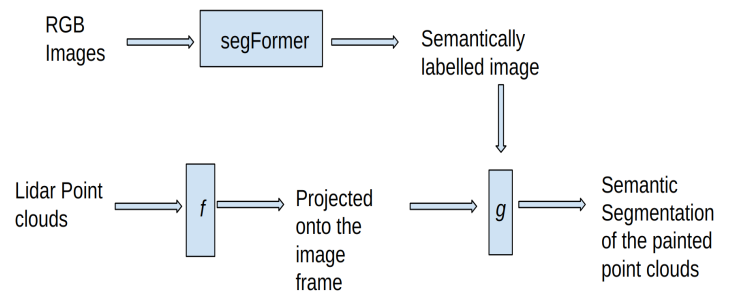 RGB
Images
segFormer
Semantically
labelled image
Lidar Point
clouds
f
Projected
onto the
image
frame
g
Semantic
Segmentation
of the painted
point clouds